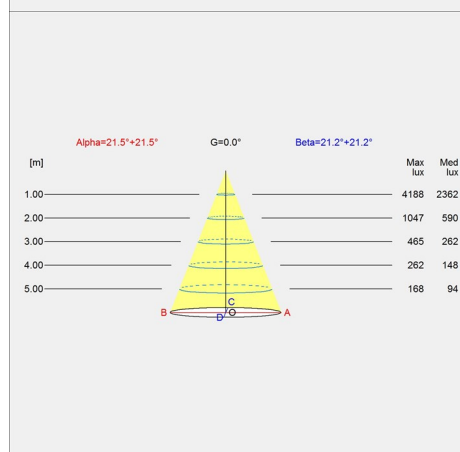 Alpha=21.5°+21.5° G=0.0° Beta=21.2°+21.2°
[m] Max lux Med lux
1.00 4188 2362
2.00 1047 590
3.00 465 262
4.00 262 148
5.00 168 94
C
B D O A